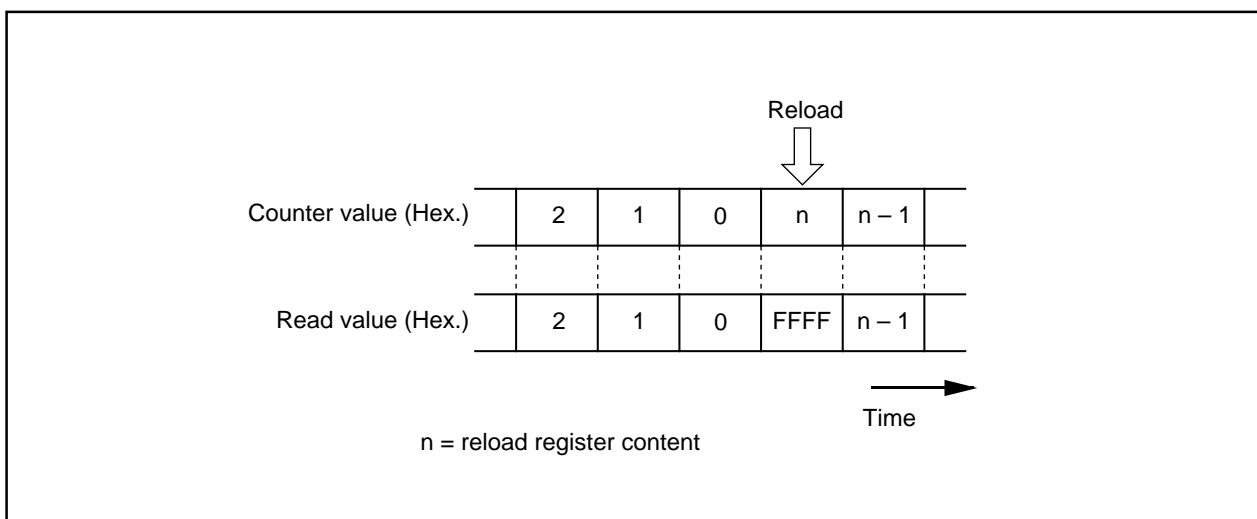 Reload
Counter value (Hex.) 2 1 0 n n – 1
Read value (Hex.) 2 1 0 FFFF n – 1
Time
n = reload register content